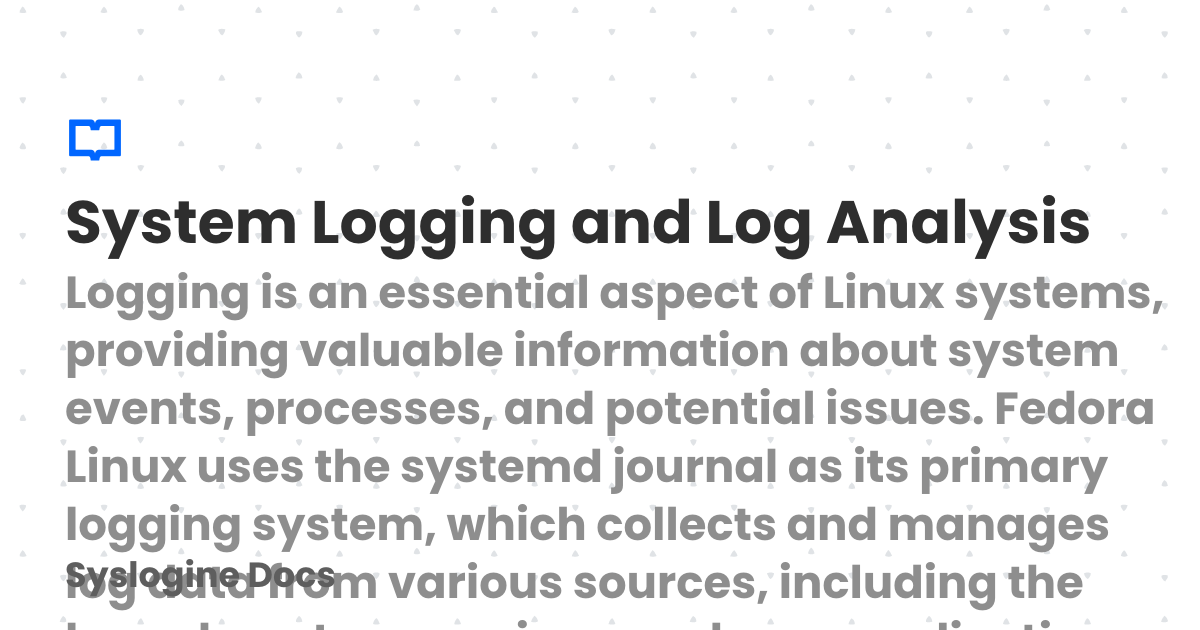 System Logging and Log Analysis
Logging is an essential aspect of Linux systems,
providing valuable information about system
events, processes, and potential issues. Fedora
Linux uses the systemd journal as its primary
logging system, which collects and manages
log data from various sources, including the
Syslogine Docs